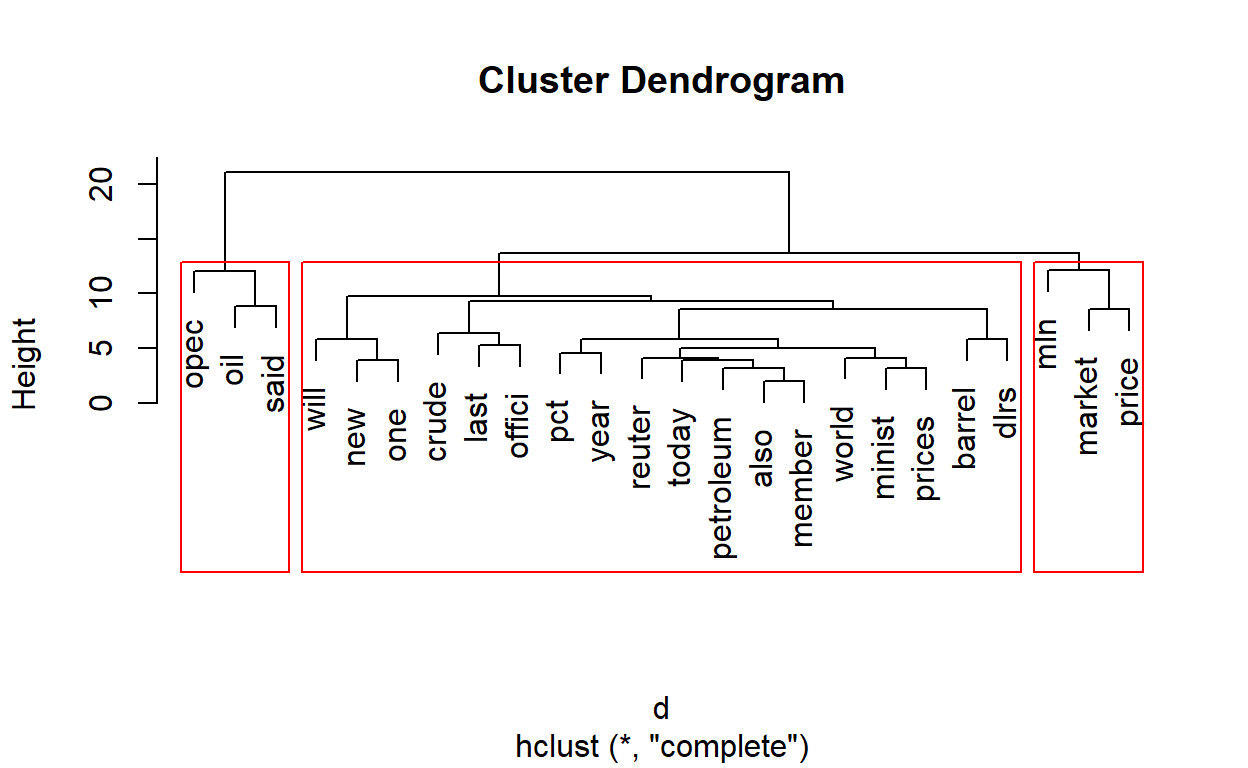 Cluster Dendrogram
Height
0
5
10
20
opec
oil
said
will
new
one
crude
last
offici
pct
year
reuter
today
petroleum
also
member
world
minist
prices
barrel
dlrs
mln
market
price
d
hclust (*, "complete")